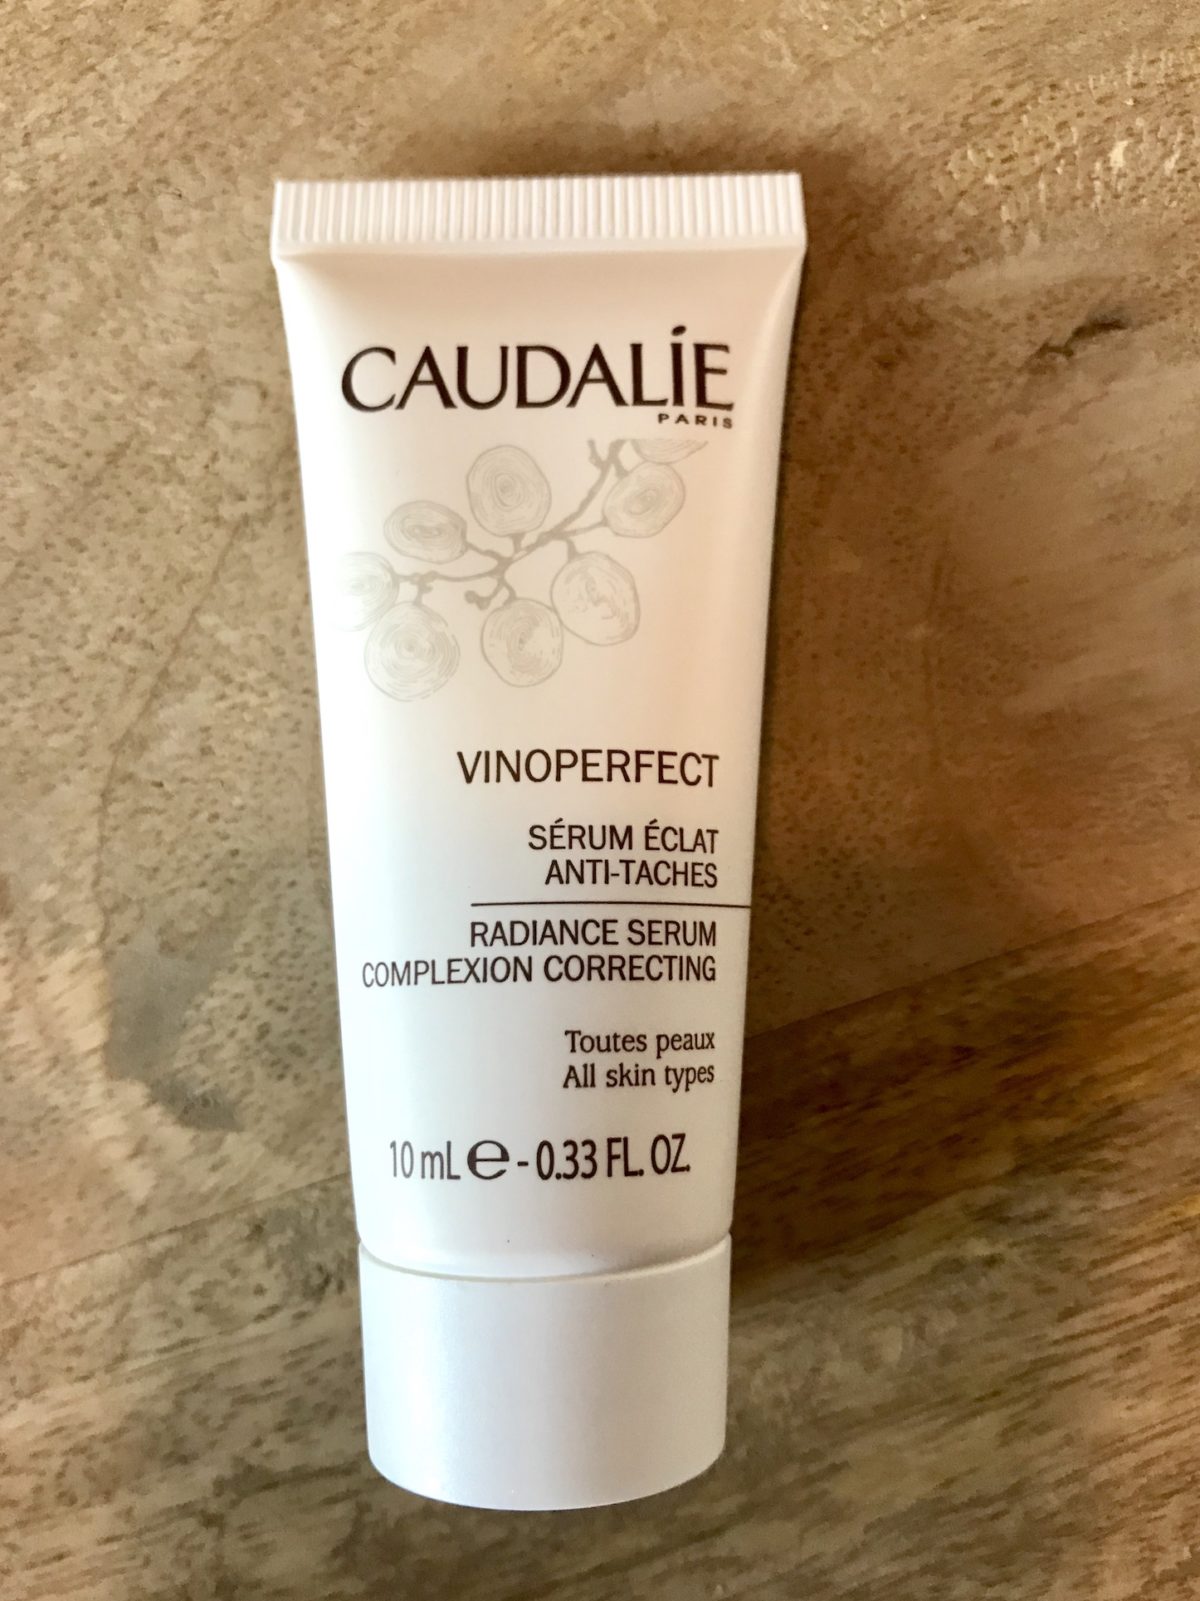 CAUDALİE
PARIS
VINOPERFECT
SÉRUM ÉCLAT
ANTI-TACHES
RADIANCE SERUM
COMPLEXION CORRECTING
Toutes peaux
All skin types
10 mL ℮ - 0.33 FL. OZ.